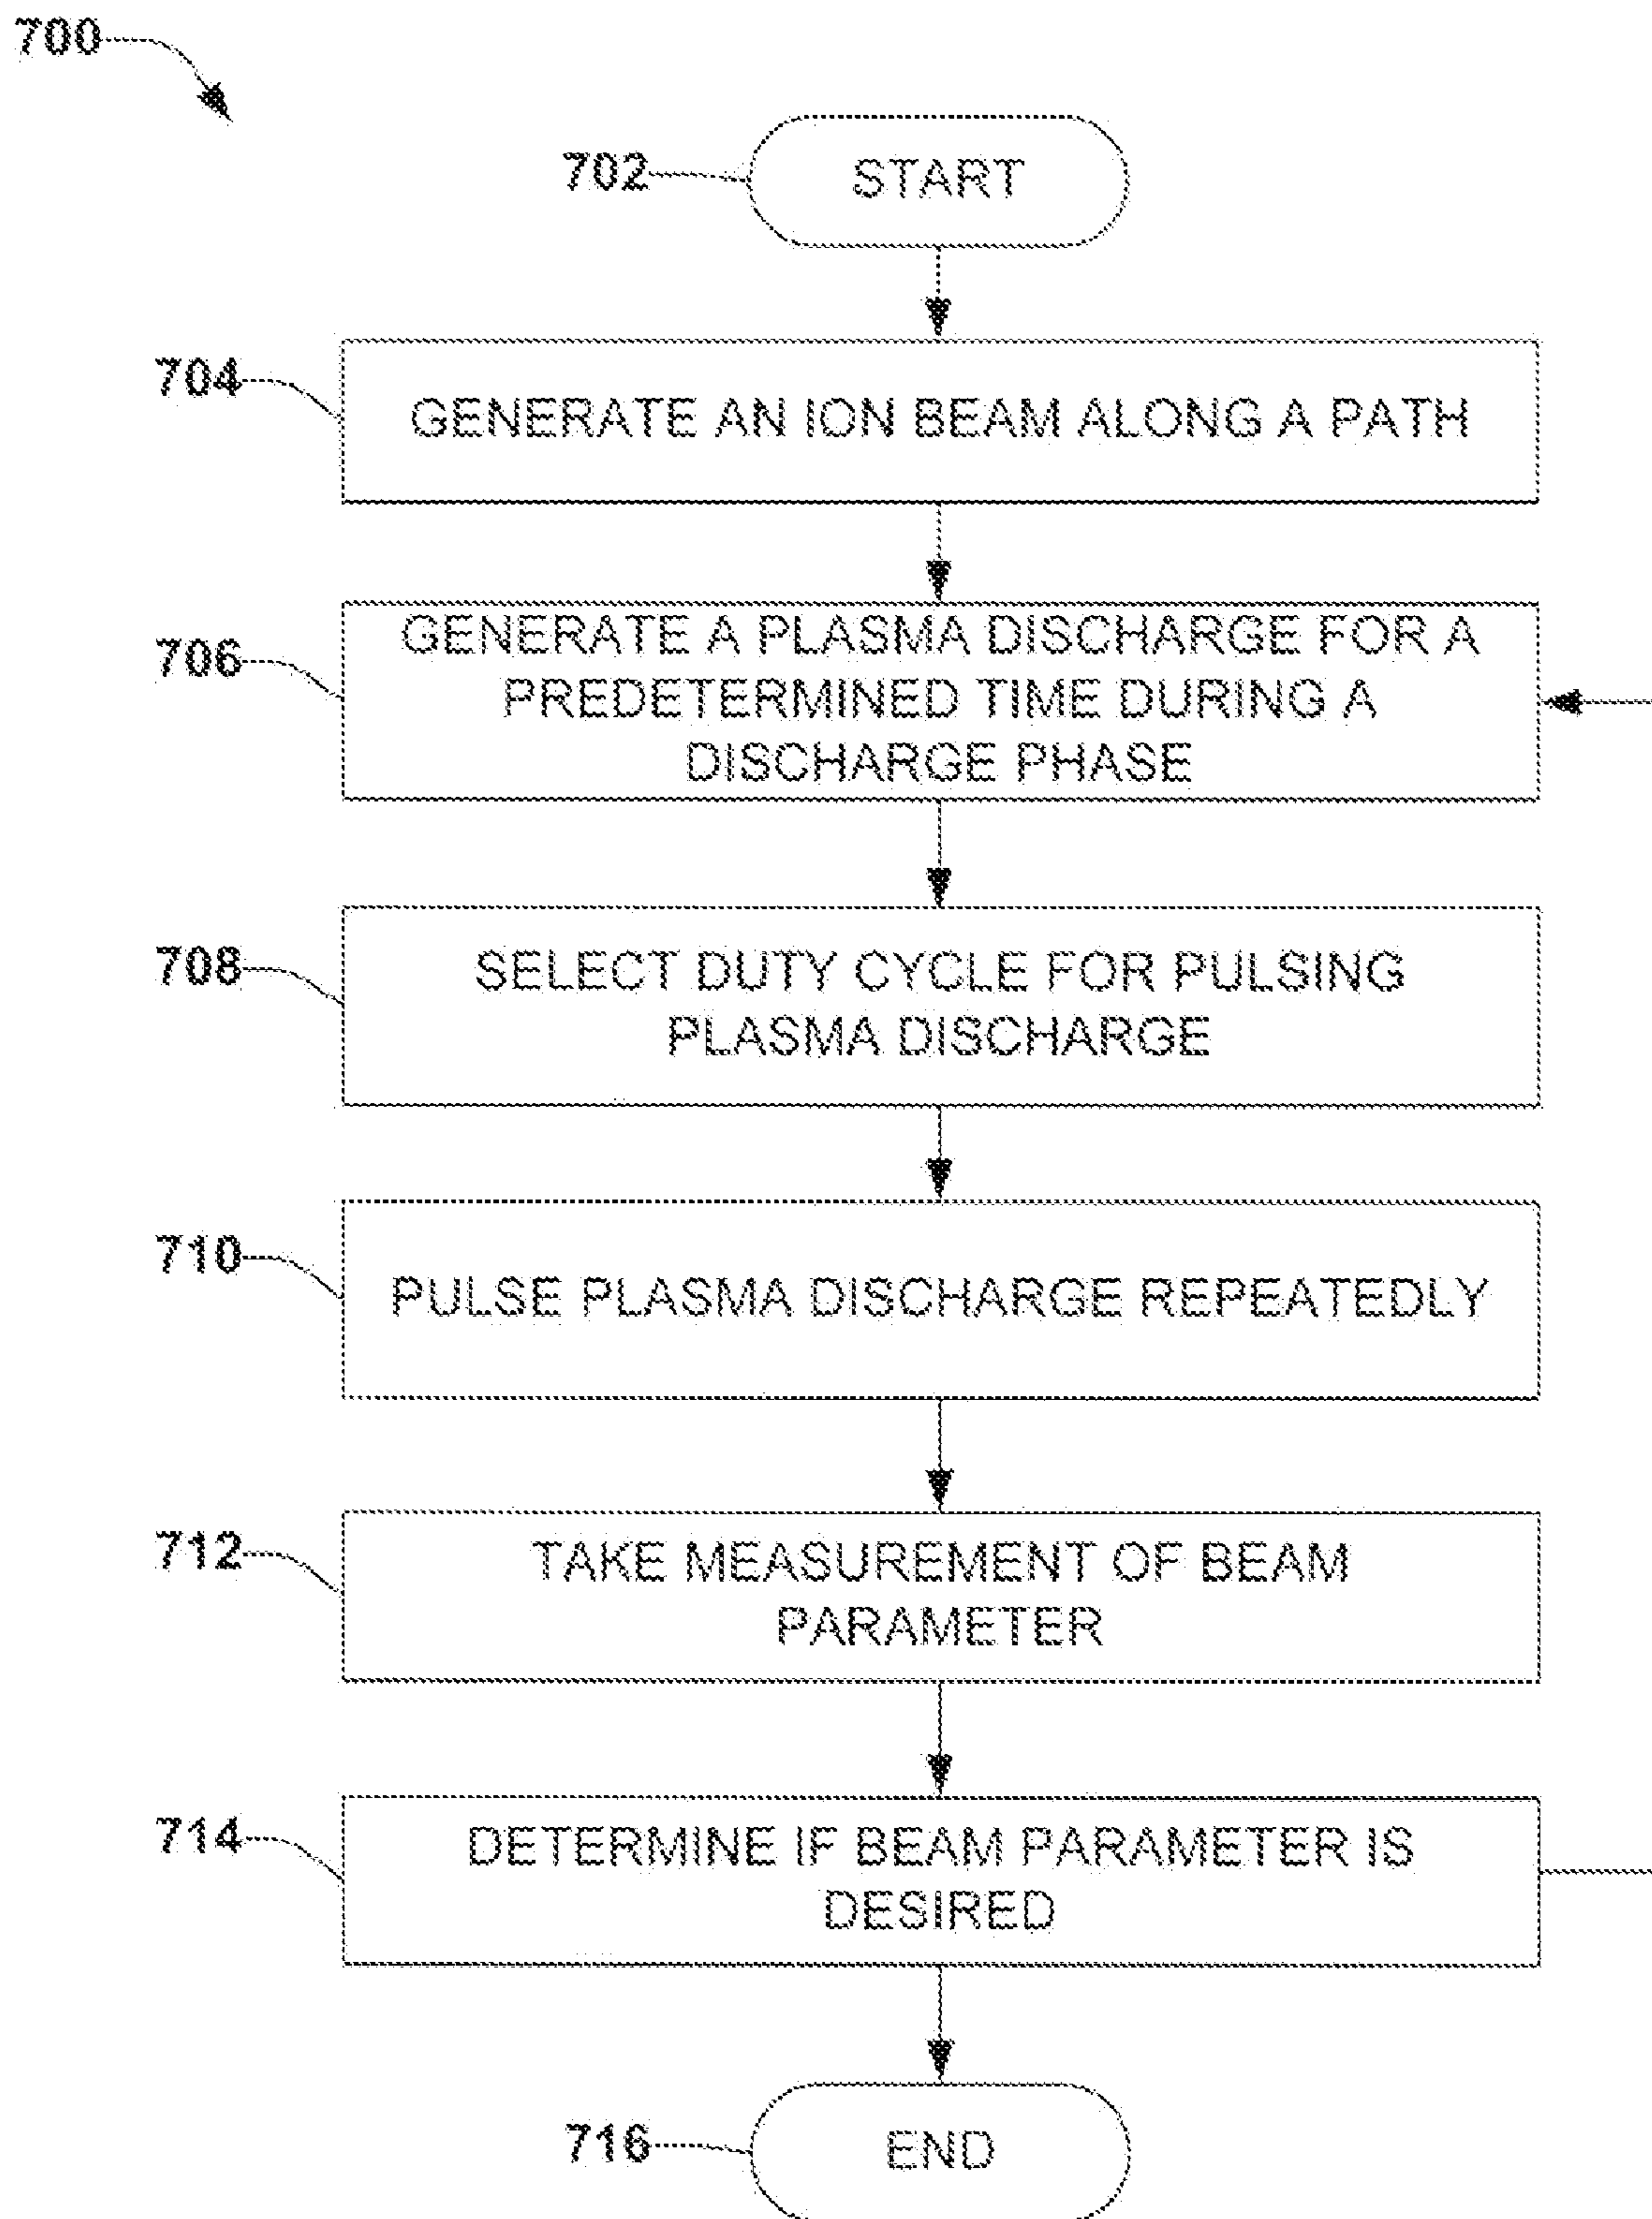 700
702
START
704
GENERATE AN ION BEAM ALONG A PATH
706
GENERATE A PLASMA DISCHARGE FOR A
PREDETERMINED TIME DURING A
DISCHARGE PHASE
708
SELECT DUTY CYCLE FOR PULSING
PLASMA DISCHARGE
710
PULSE PLASMA DISCHARGE REPEATEDLY
712
TAKE MEASUREMENT OF BEAM
PARAMETER
714
DETERMINE IF BEAM PARAMETER IS
DESIRED
716
END